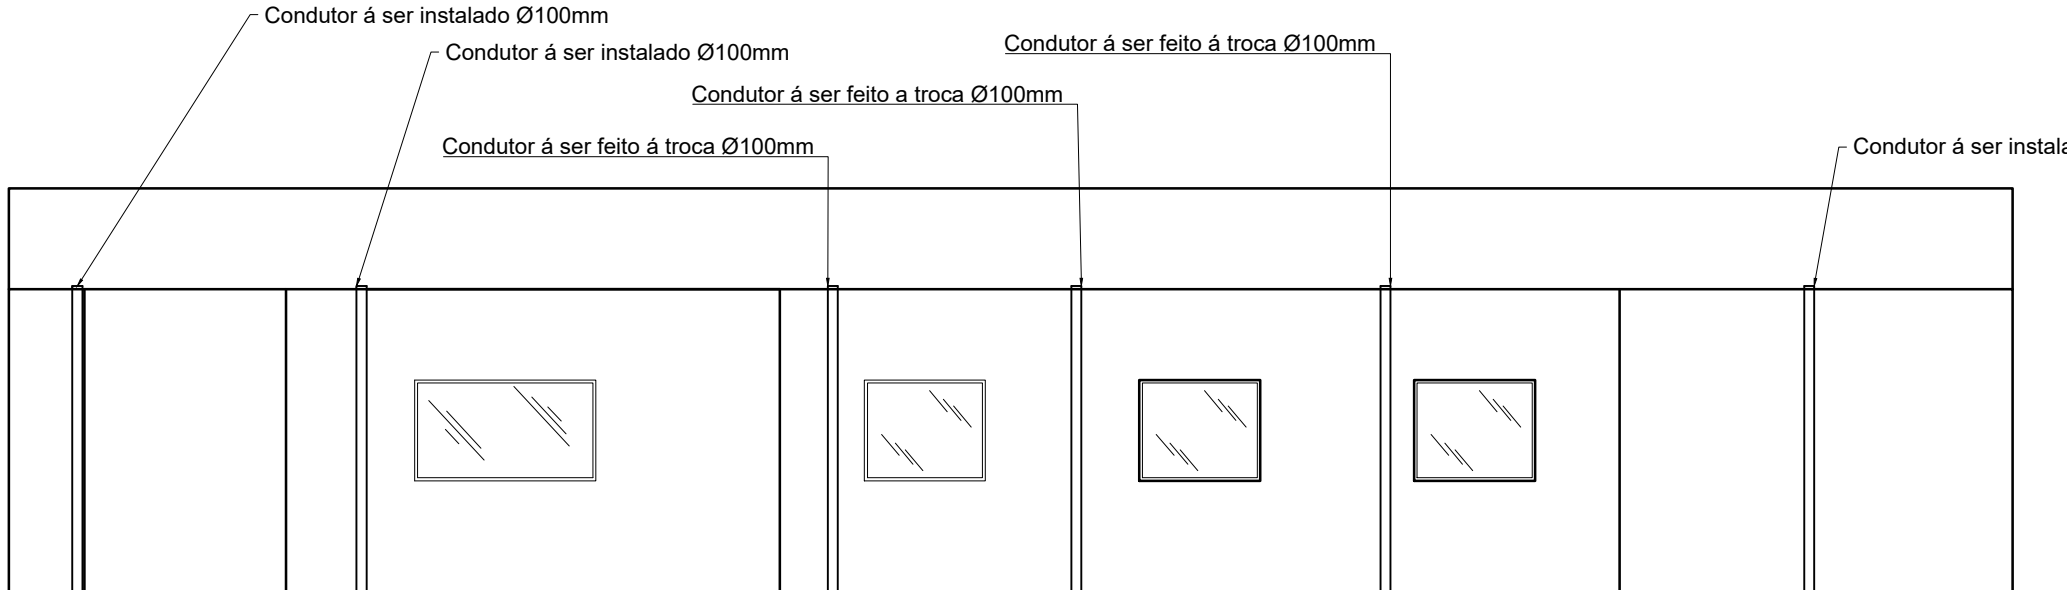 Condutor á ser instalado Ø100mm
Condutor á ser instalado Ø100mm
Condutor á ser feito á troca Ø100mm
Condutor á ser feito a troca Ø100mm
Condutor á ser feito á troca Ø100mm
Condutor á ser